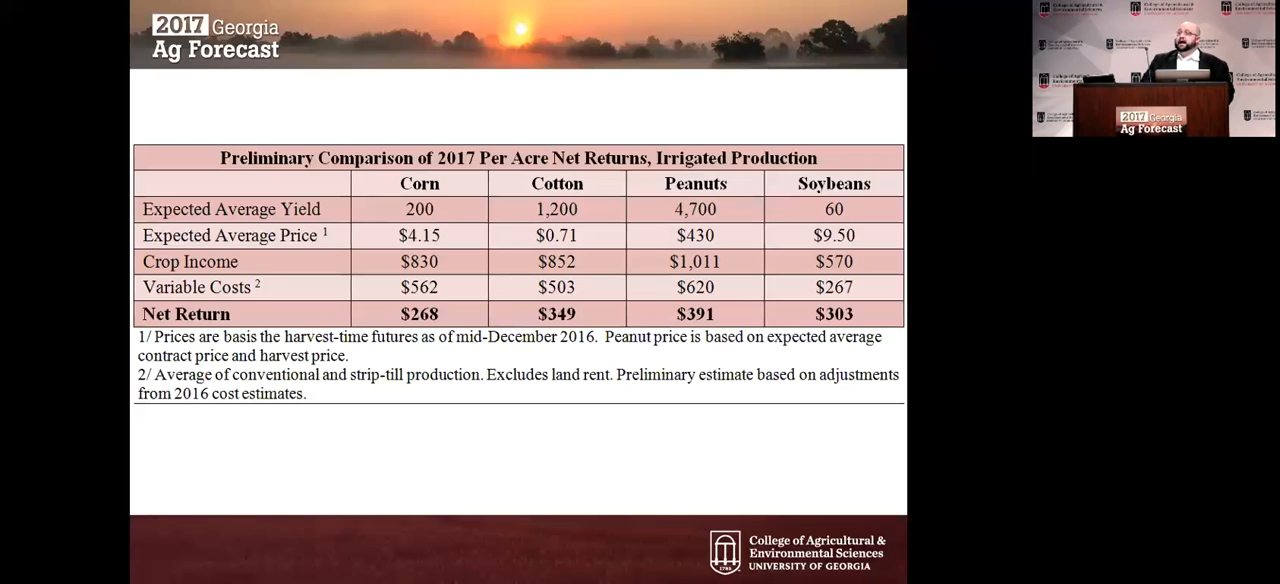 2017 Georgia
Ag Forecast
Preliminary Comparison of 2017 Per Acre Net Returns, Irrigated Production
Corn Cotton Peanuts Soybeans
Expected Average Yield 200 1,200 4,700 60
Expected Average Price 1 $4.15 $0.71 $430 $9.50
Crop Income $830 $852 $1,011 $570
Variable Costs 2 $562 $503 $620 $267
Net Return $268 $349 $391 $303
1/ Prices are basis the harvest-time futures as of mid-December 2016. Peanut price is based on expected average
contract price and harvest price.
2/ Average of conventional and strip-till production. Excludes land rent. Preliminary estimate based on adjustments
from 2016 cost estimates.
1785
College of Agricultural &
Environmental Sciences
UNIVERSITY OF GEORGIA
2017 Georgia
Ag Forecast